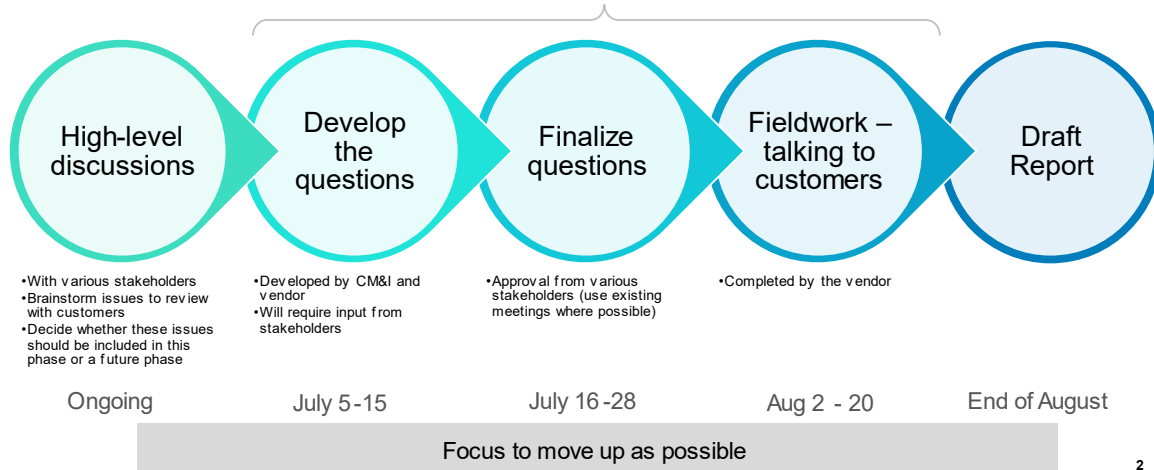 High-level
discussions
Develop
the
questions
Finalize
questions
Fieldwork –
talking to
customers
Draft
Report
•With various stakeholders
•Brainstorm issues to review
with customers
•Decide whether these issues
should be included in this
phase or a future phase
•Developed by CM&I and
vendor
•Will require input from
stakeholders
•Approval from various
stakeholders (use existing
meetings where possible)
•Completed by the vendor
Ongoing
July 5-15
July 16-28
Aug 2 - 20
End of August
Focus to move up as possible
2